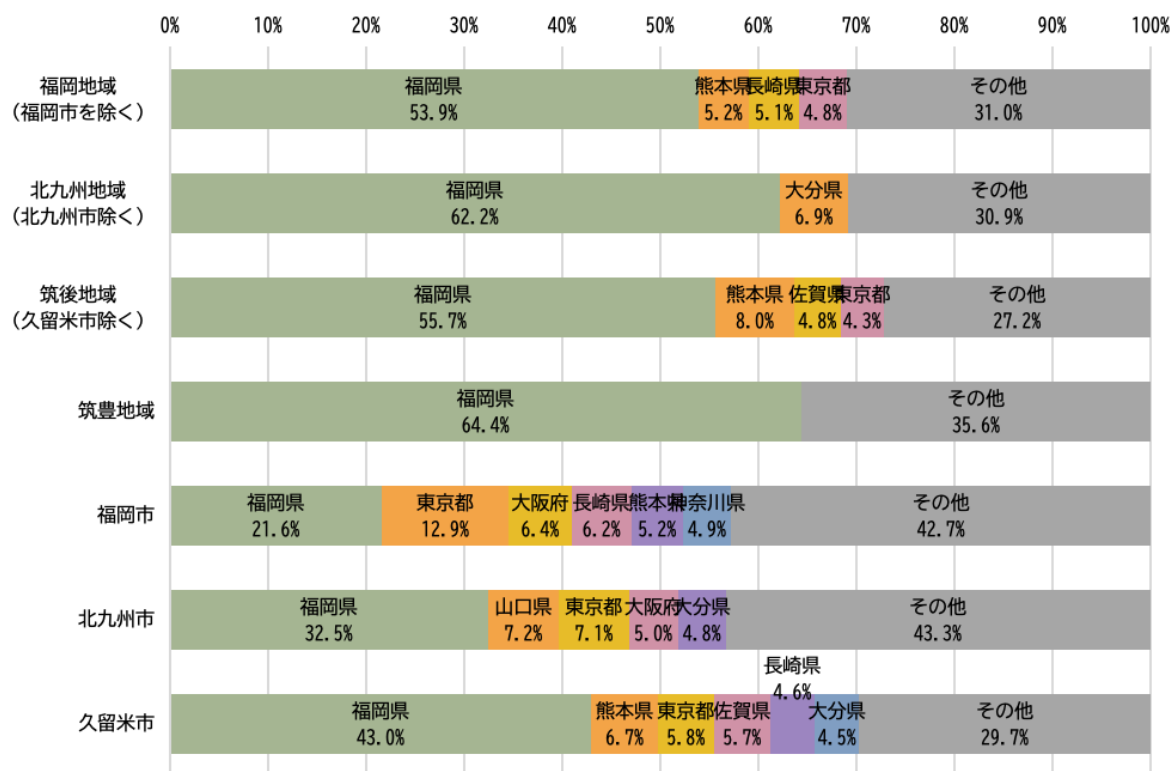 0% 10% 20% 30% 40% 50% 60% 70% 80% 90% 100%
福岡地域
（福岡市を除く）
福岡県 熊本県 長崎県 東京都 その他
53.9% 5.2% 5.1% 4.8% 31.0%
北九州地域
（北九州市除く）
福岡県 大分県 その他
62.2% 6.9% 30.9%
筑後地域
（久留米市除く）
福岡県 熊本県 佐賀県 東京都 その他
55.7% 8.0% 4.8% 4.3% 27.2%
筑豊地域
福岡県 その他
64.4% 35.6%
福岡市
福岡県 東京都 大阪府 長崎県 熊本県 神奈川県 その他
21.6% 12.9% 6.4% 6.2% 5.2% 4.9% 42.7%
北九州市
福岡県 山口県 東京都 大阪府 大分県 その他
32.5% 7.2% 7.1% 5.0% 4.8% 43.3%
久留米市
長崎県
4.6%
福岡県 熊本県 東京都 佐賀県 大分県 その他
43.0% 6.7% 5.8% 5.7% 4.5% 29.7%